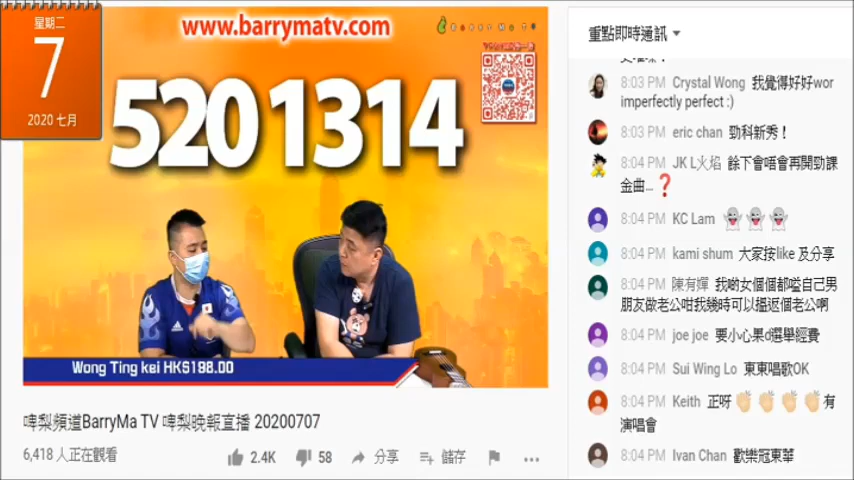 星期二
7
2020 七月
www.barrymatv.com
BarryMaTV
520 1314
Wong Ting kei HK$198.00
啤梨頻道BarryMa TV 啤梨晚報直播 20200707
6,418 人正在觀看
2.4K
58
分享
儲存
重點即時通訊
8:03 PM Crystal Wong 我覺得好好wor
imperfectly perfect :)
8:03 PM eric chan 勁科新秀！
8:04 PM JK L火焰 餘下會唔會再開勁課
金曲...❓
8:04 PM KC Lam 👻👻👻
8:04 PM kami shum 大家按like 及分享
8:04 PM 陳有嬋 我啲女個個都嗌自己男
朋友做老公咁我幾時可以搵返個老公啊
8:04 PM joe joe 要小心果d選舉經費
8:04 PM Sui Wing Lo 東東唱歌OK
8:04 PM Keith 正呀👏👏👏👏有
演唱會
8:04 PM Ivan Chan 歡樂冠東華